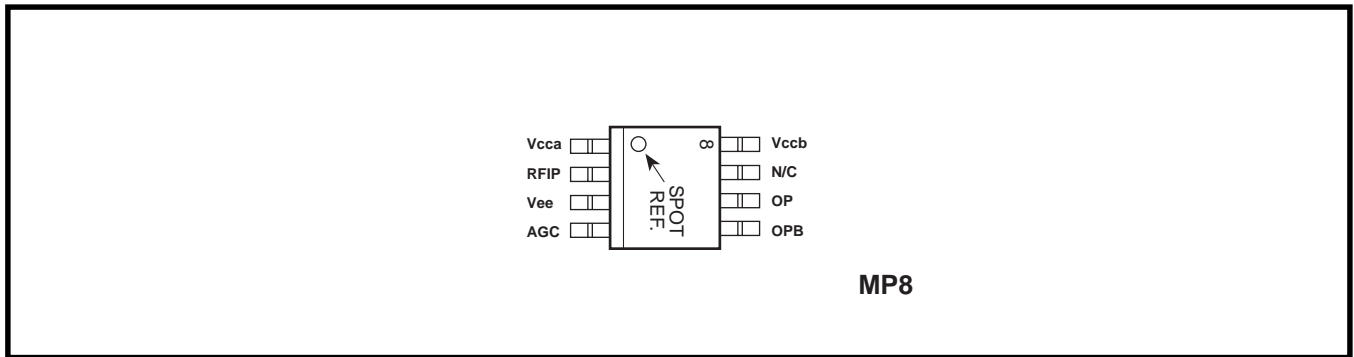 Vcca
RFIP
Vee
AGC
SPOT
REF.
8
Vccb
N/C
OP
OPB
MP8